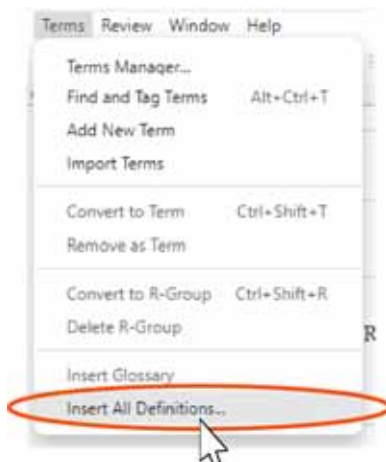 Terms Review Window Help
Terms Manager...
Find and Tag Terms Alt+Ctrl+T
Add New Term
Import Terms
Convert to Term Ctrl+Shift+T
Remove as Term
Convert to R-Group Ctrl+Shift+R
Delete R-Group
R
Insert Glossary
Insert All Definitions...